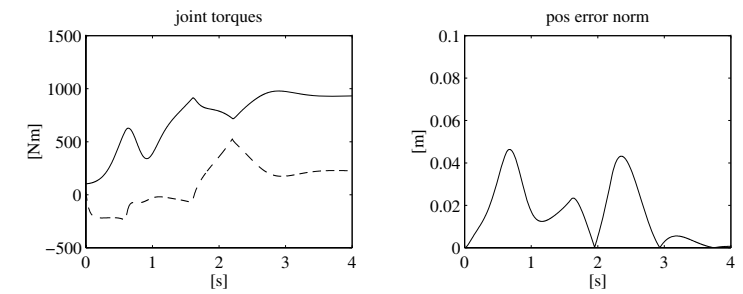 joint torques
1500
1000
500
0
−500
[Nm]
0 1 2 3 4
[s]
pos error norm
0.1
0.08
0.06
0.04
0.02
0
[m]
0 1 2 3 4
[s]